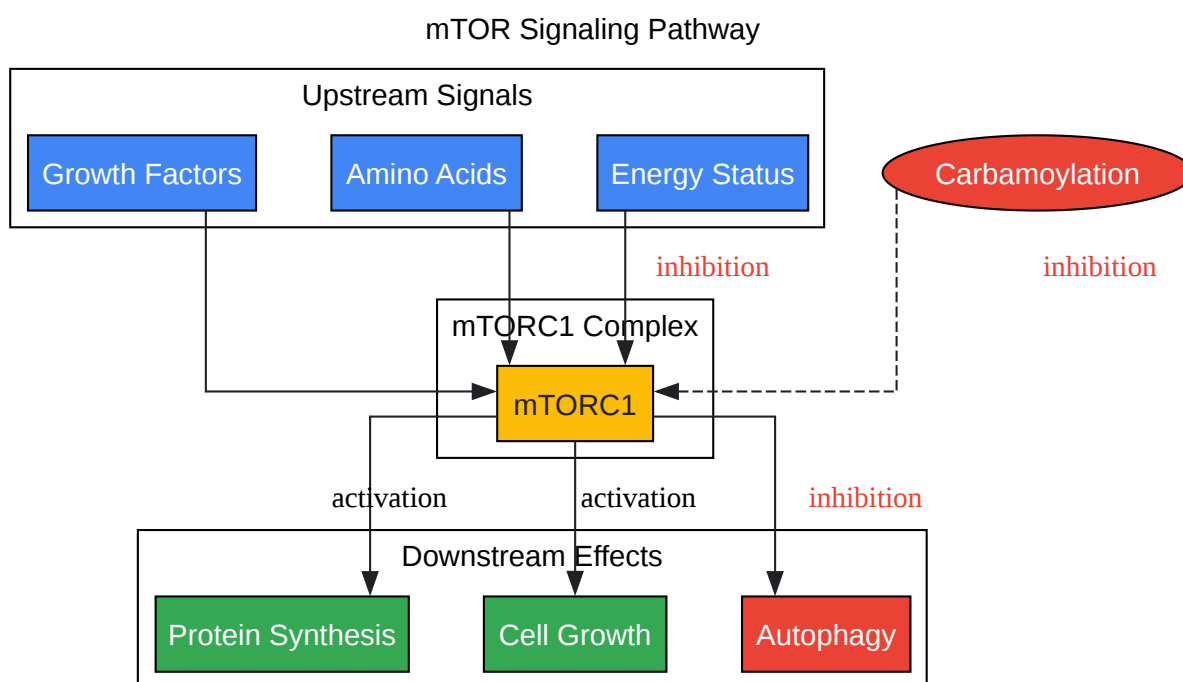 mTOR Signaling Pathway
Upstream Signals
Growth Factors
Amino Acids
Energy Status
Carbamoylation
inhibition
inhibition
mTORC1 Complex
mTORC1
activation
activation
inhibition
Downstream Effects
Protein Synthesis
Cell Growth
Autophagy